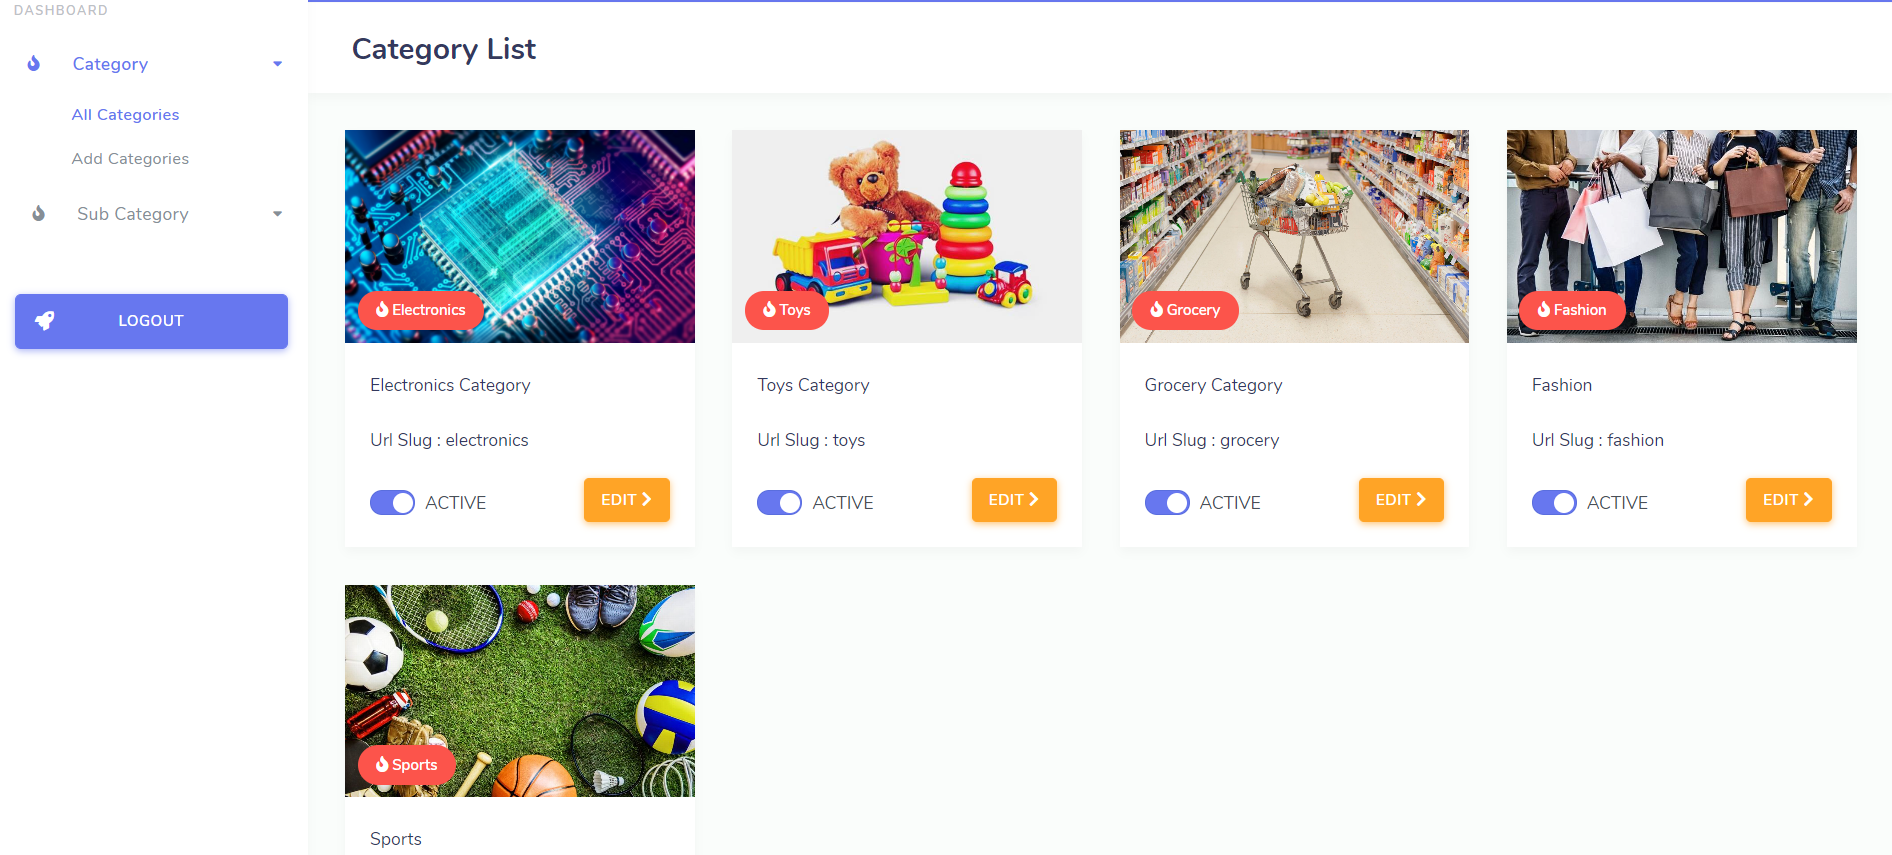 DASHBOARD
Category
All Categories
Add Categories
Sub Category
LOGOUT
Category List
Electronics
Toys
Grocery
Fashion
Electronics Category
Toys Category
Grocery Category
Fashion
Url Slug : electronics
Url Slug : toys
Url Slug : grocery
Url Slug : fashion
ACTIVE
EDIT
ACTIVE
EDIT
ACTIVE
EDIT
ACTIVE
EDIT
Sports
Sports